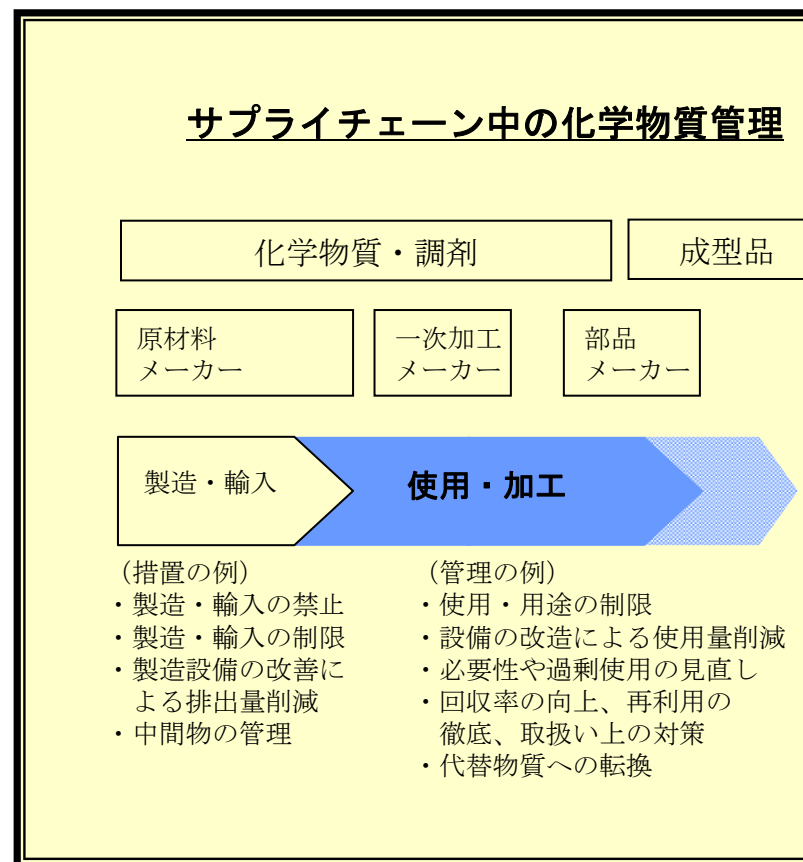 サプライチェーン中の化学物質管理
化学物質・調剤
成型品
原材料
メーカー
一次加工
メーカー
部品
メーカー
製造・輸入
使用・加工
（措置の例）
・製造・輸入の禁止
・製造・輸入の制限
・製造設備の改善に
よる排出量削減
・中間物の管理
（管理の例）
・使用・用途の制限
・設備の改造による使用量削減
・必要性や過剰使用の見直し
・回収率の向上、再利用の
徹底、取扱い上の対策
・代替物質への転換